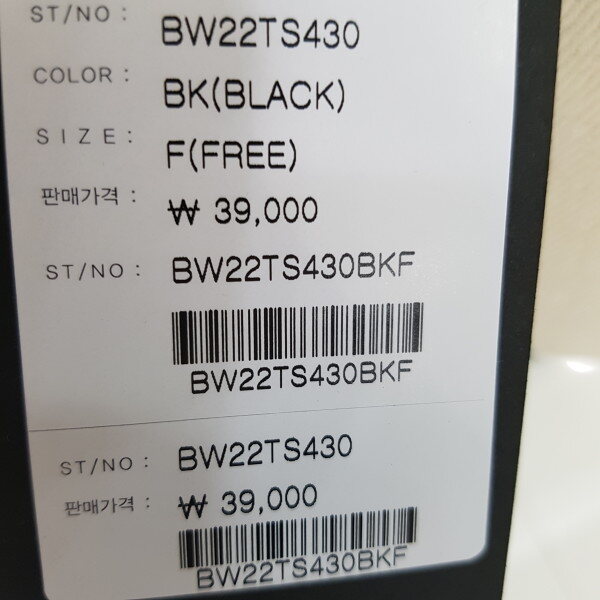 ST/NO : BW22TS430
COLOR : BK(BLACK)
SIZE : F(FREE)
판매가격 : ₩ 39,000
ST/NO : BW22TS430BKF
BW22TS430BKF
ST/NO : BW22TS430
판매가격 : ₩ 39,000
BW22TS430BKF